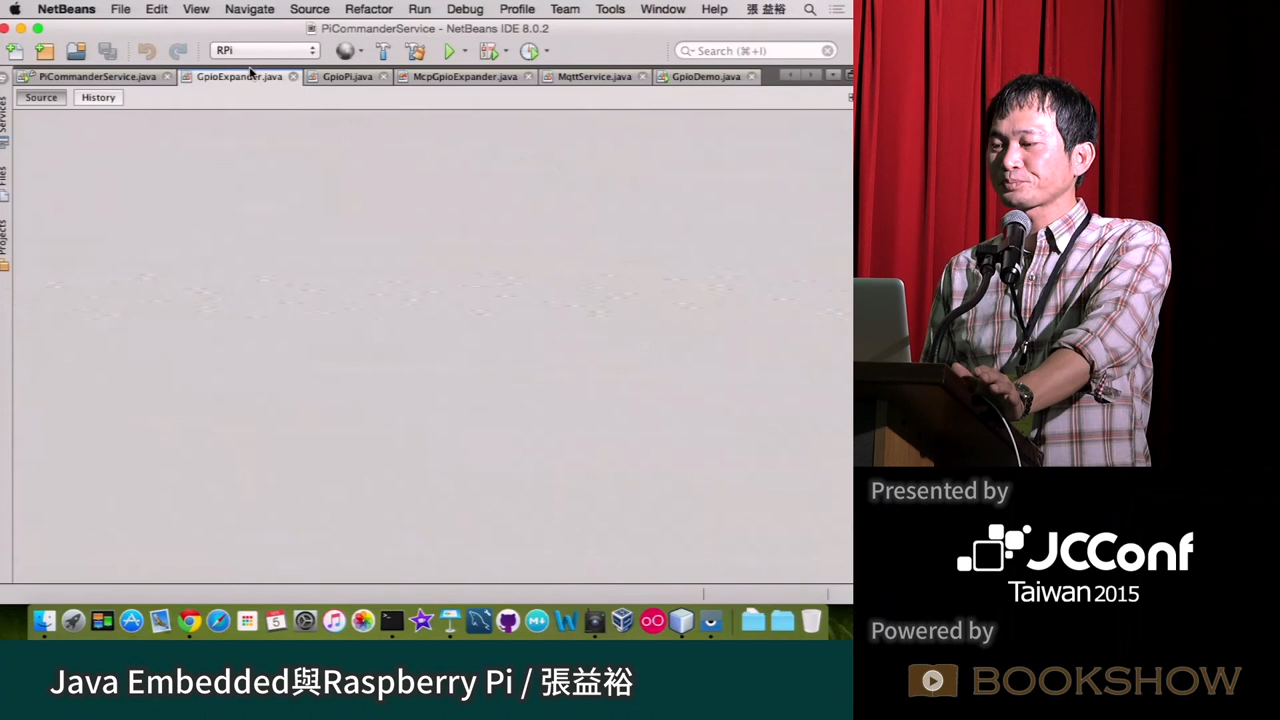 NetBeans File Edit View Navigate Source Refactor Run Debug Profile Team Tools Window Help 張 益裕
PiCommanderService - NetBeans IDE 8.0.2
RPi
Search (⌘+I)
PiCommanderService.java GpioExpander.java GpioPi.java McpGpioExpander.java MqttService.java GpioDemo.java
Source History
Services
Files
Projects
5
Presented by
JCConf
Taiwan 2015
Powered by
BOOKSHOW
Java Embedded與Raspberry Pi / 張益裕